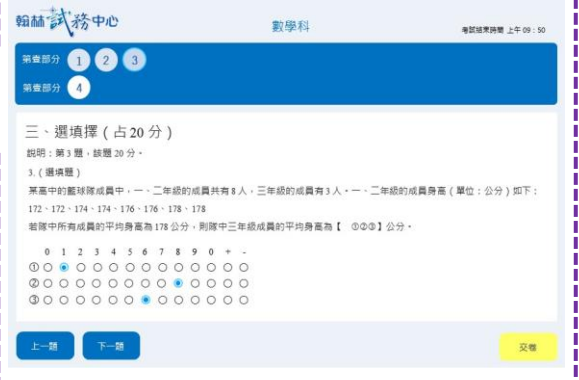 翰林試務中心
數學科
考試結束時間 上午 09：50
第壹部分 1 2 3
第壹部分 4
三、選填擇（占 20 分）
說明：第 3 題，該題 20 分。
3.（選填題）
某高中的籃球隊成員中，一、二年級的成員共有 8 人，三年級的成員有 3 人。一、二年級的成員身高（單位：公分）如下：
172、172、174、174、176、176、178、178
若隊中所有成員的平均身高為 178 公分，則隊中三年級成員的平均身高為【 ①②③】公分。
0 1 2 3 4 5 6 7 8 9 0 + -
①
②
③
上一題
下一題
交卷